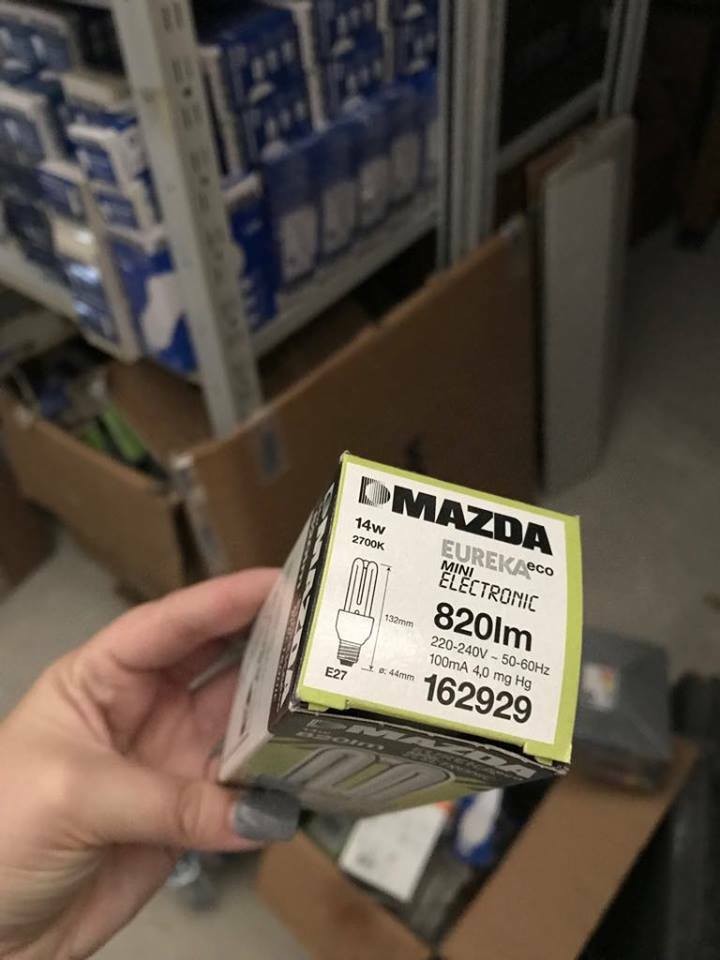 MAZDA
14w
2700K
EUREKA eco
MINI
ELECTRONIC
132mm
820lm
220-240V – 50-60Hz
100mA 4,0 mg Hg
E27
ø: 44mm
162929
MAZDA
820lm